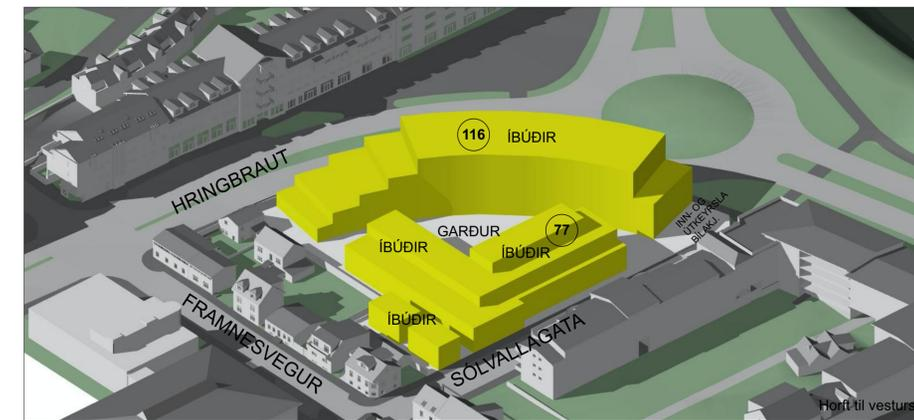 116 ÍBÚÐIR
HRINGBRAUT
INN- OG
ÚTKEYRSLA
BÍLAKJ.
GARÐUR
77
ÍBÚÐIR
ÍBÚÐIR
ÍBÚÐIR
FRAMNESVEGUR
SÓLVALLAGATA
Horft til vesturs